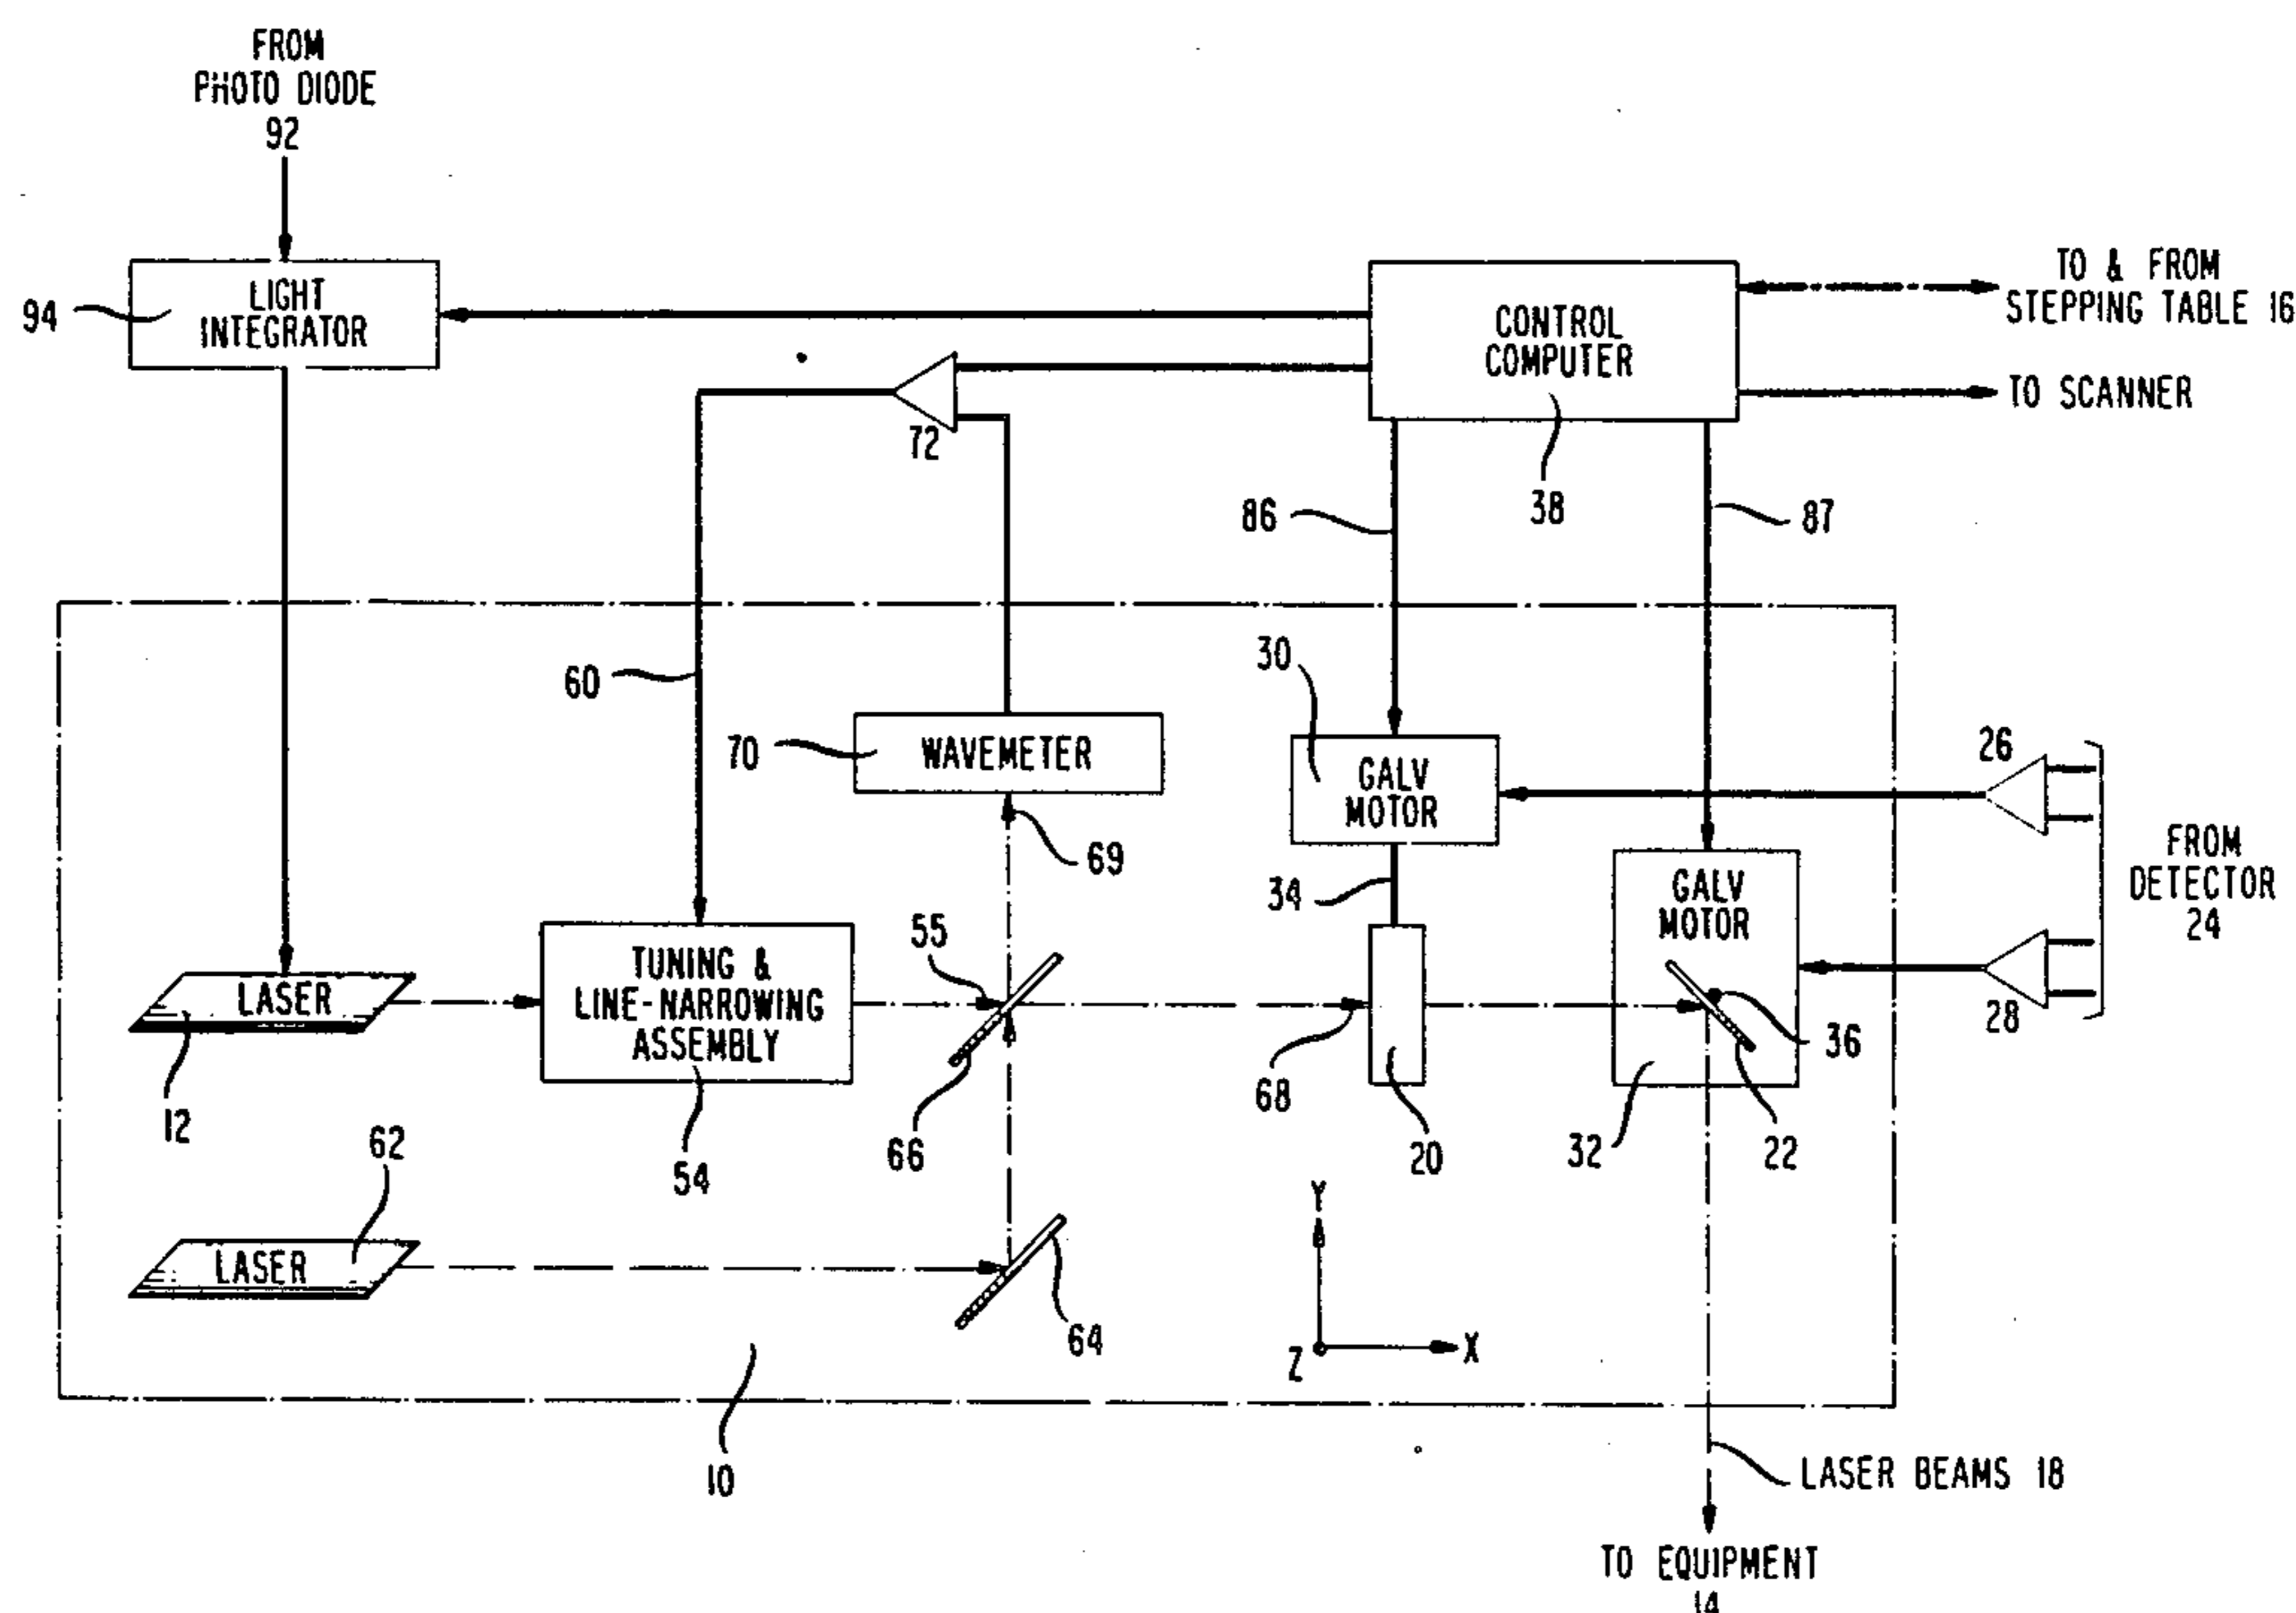 FROM
PHOTO DIODE
92
LIGHT
INTEGRATOR
94
CONTROL
COMPUTER
38
TO & FROM
STEPPING TABLE 16
TO SCANNER
72
86
87
60
30
70
WAVEMETER
GALV
MOTOR
26
69
34
GALV
MOTOR
FROM
DETECTOR
24
55
LASER
TUNING &
LINE-NARROWING
ASSEMBLY
28
36
68
12
62
54
66
20
32
22
LASER
64
Y
Z
X
10
LASER BEAMS 18
TO EQUIPMENT
14